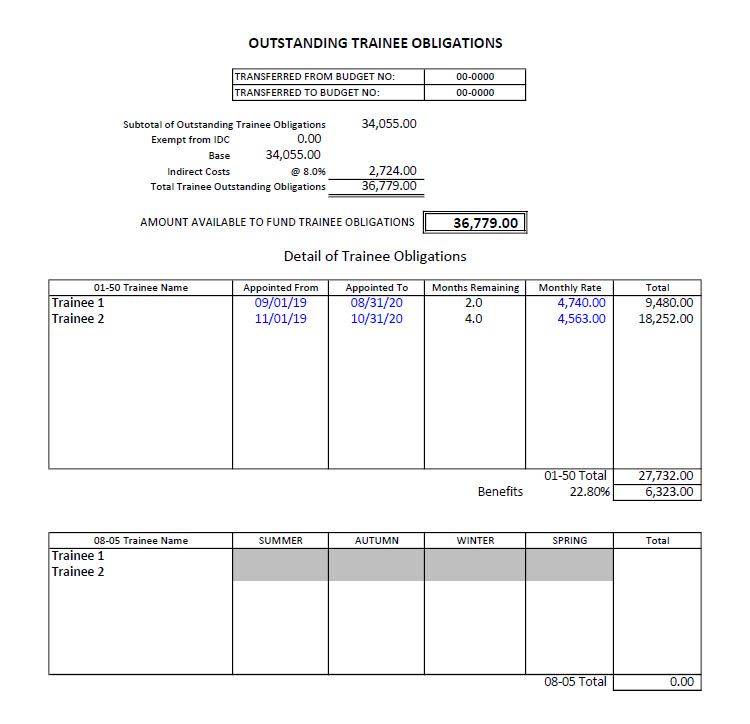 OUTSTANDING TRAINEE OBLIGATIONS
TRANSFERRED FROM BUDGET NO: 00-0000
TRANSFERRED TO BUDGET NO: 00-0000
Subtotal of Outstanding Trainee Obligations 34,055.00
Exempt from IDC 0.00
Base 34,055.00
Indirect Costs @ 8.0% 2,724.00
Total Trainee Outstanding Obligations 36,779.00
AMOUNT AVAILABLE TO FUND TRAINEE OBLIGATIONS 36,779.00
Detail of Trainee Obligations
01-50 Trainee Name Appointed From Appointed To Months Remaining Monthly Rate Total
Trainee 1 09/01/19 08/31/20 2.0 4,740.00 9,480.00
Trainee 2 11/01/19 10/31/20 4.0 4,563.00 18,252.00
01-50 Total 27,732.00
Benefits 22.80% 6,323.00
08-05 Trainee Name SUMMER AUTUMN WINTER SPRING Total
Trainee 1
Trainee 2
08-05 Total 0.00